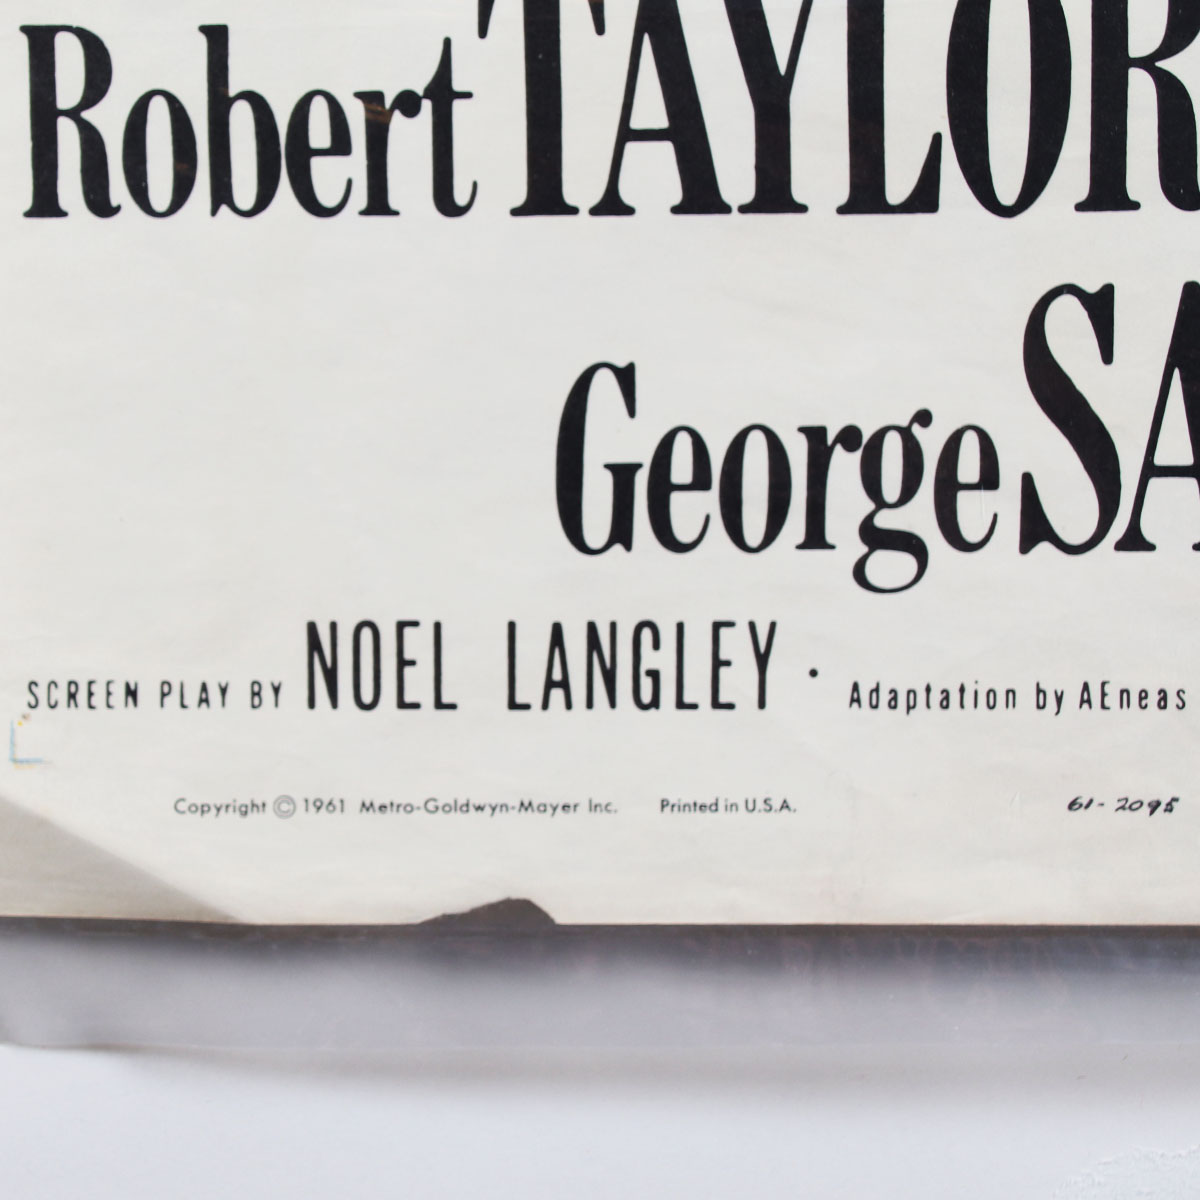 Robert TAYLOR
George SA
SCREEN PLAY BY NOEL LANGLEY · Adaptation by AEneas
Copyright © 1961 Metro-Goldwyn-Mayer Inc. Printed in U.S.A. 61-2095